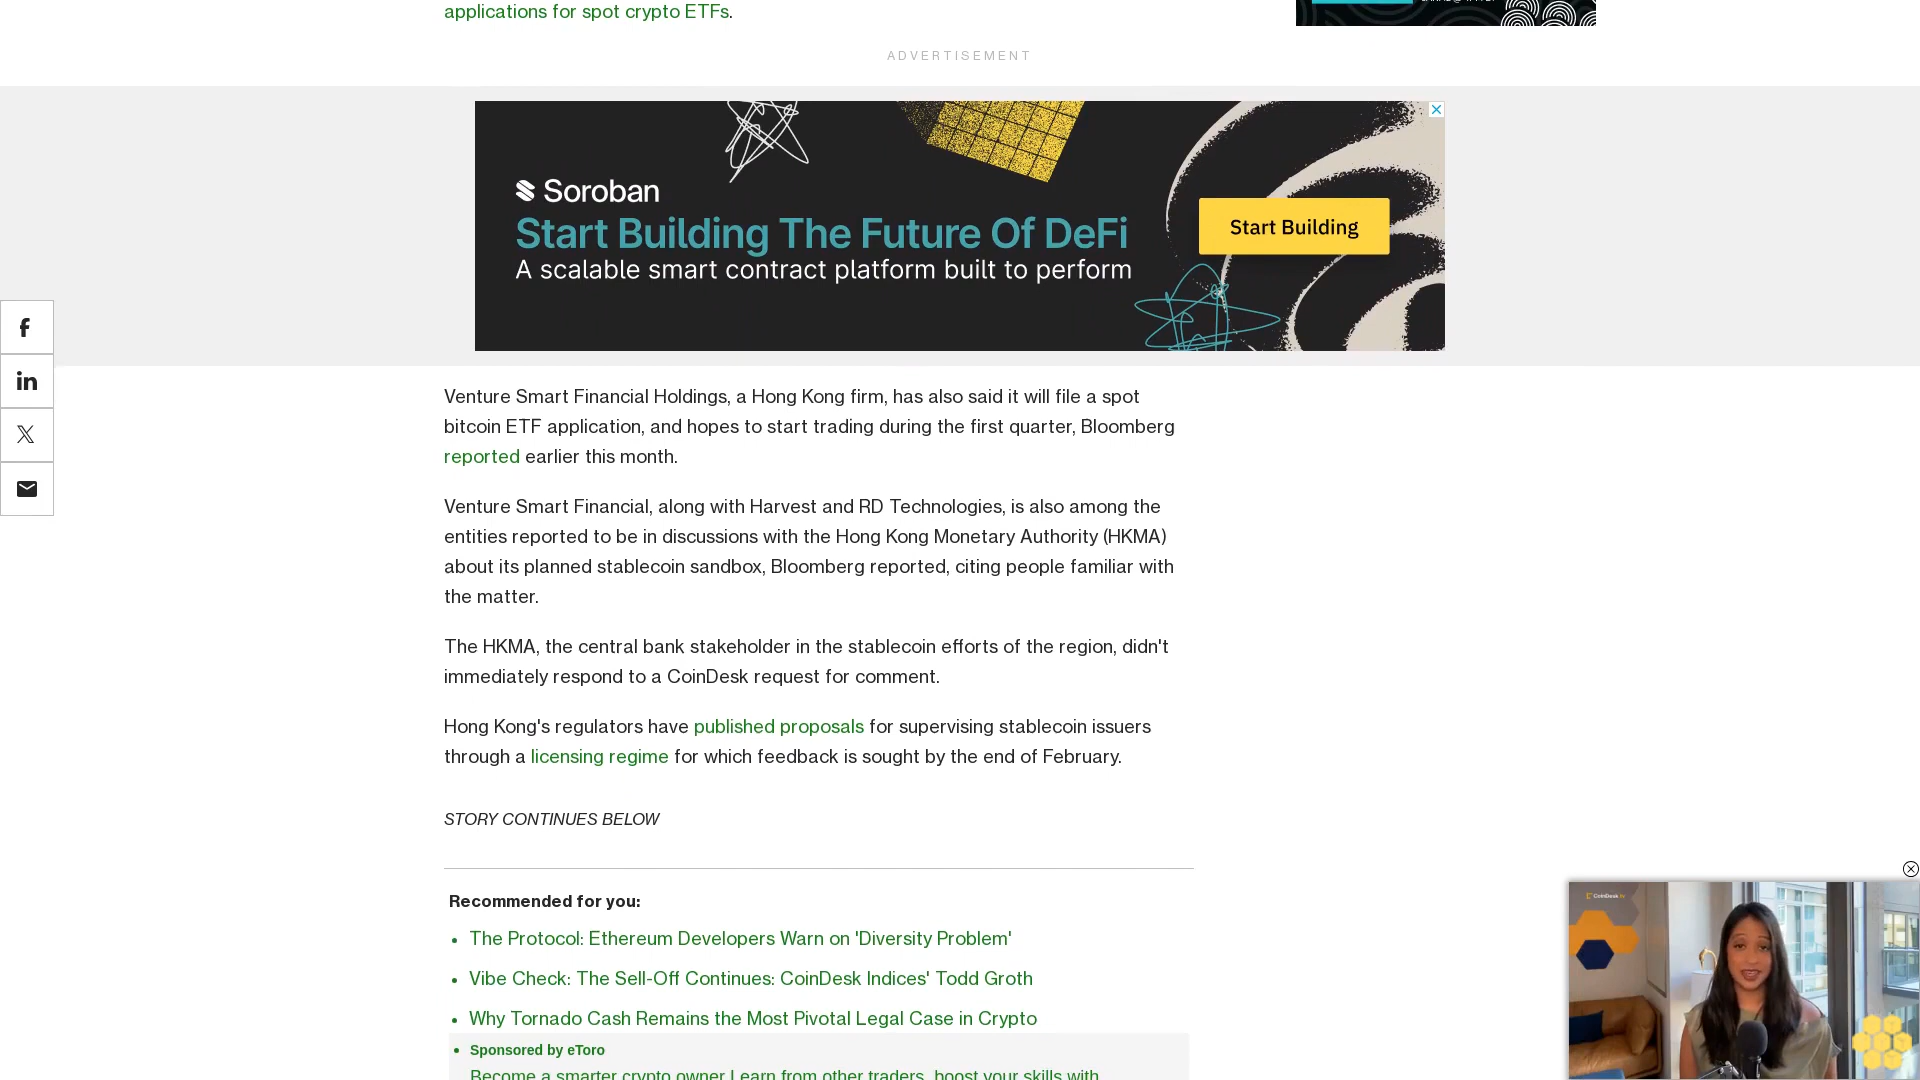 applications for spot crypto ETFs.
ADVERTISEMENT
Soroban
Start Building The Future Of DeFi
A scalable smart contract platform built to perform
Start Building
Venture Smart Financial Holdings, a Hong Kong firm, has also said it will file a spot
bitcoin ETF application, and hopes to start trading during the first quarter, Bloomberg
reported earlier this month.
Venture Smart Financial, along with Harvest and RD Technologies, is also among the
entities reported to be in discussions with the Hong Kong Monetary Authority (HKMA)
about its planned stablecoin sandbox, Bloomberg reported, citing people familiar with
the matter.
The HKMA, the central bank stakeholder in the stablecoin efforts of the region, didn't
immediately respond to a CoinDesk request for comment.
Hong Kong's regulators have published proposals for supervising stablecoin issuers
through a licensing regime for which feedback is sought by the end of February.
STORY CONTINUES BELOW
Recommended for you:
• The Protocol: Ethereum Developers Warn on 'Diversity Problem'
• Vibe Check: The Sell-Off Continues: CoinDesk Indices' Todd Groth
• Why Tornado Cash Remains the Most Pivotal Legal Case in Crypto
• Sponsored by eToro
Become a smarter crypto owner Learn from other traders, boost your skills with
CoinDesk